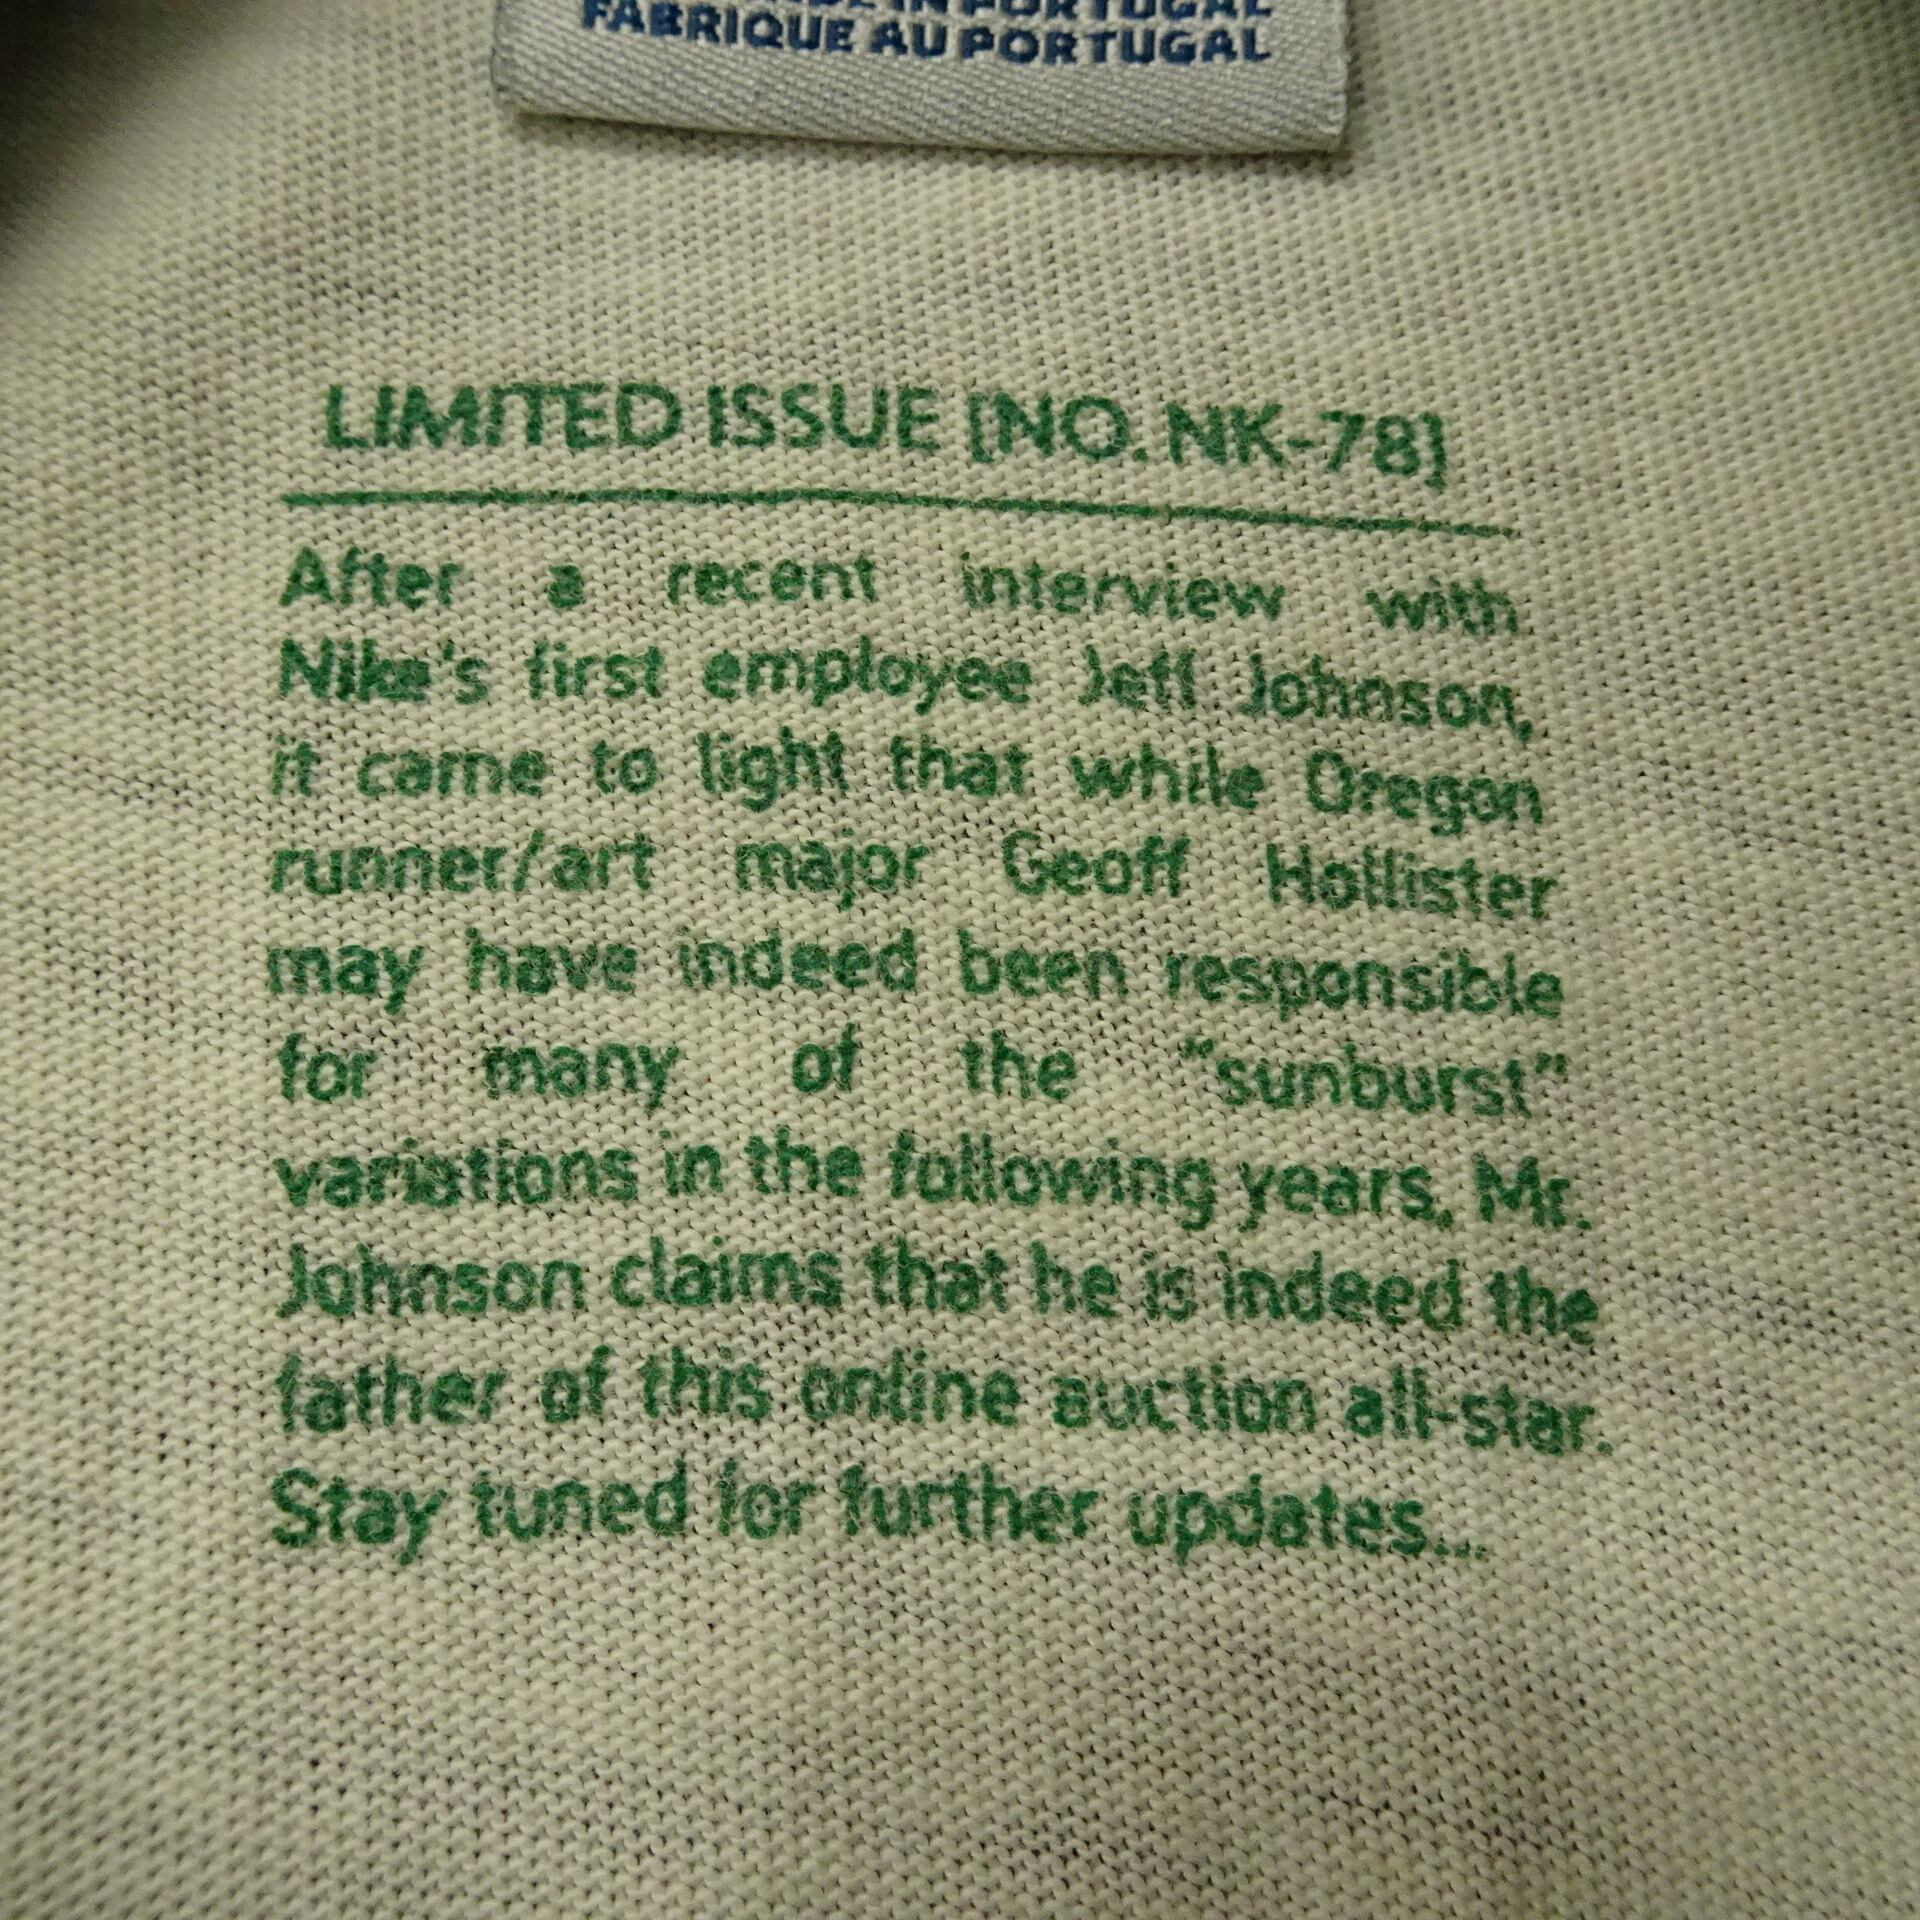 MADE IN PORTUGAL
FABRIQUE AU PORTUGAL
LIMITED ISSUE [NO. NK-78]
After a recent interview with
Nike's first employee Jeff Johnson,
it came to light that while Oregon
runner/art major Geoff Hollister
may have indeed been responsible
for many of the "sunburst"
variations in the following years, Mr.
Johnson claims that he is indeed the
father of this online auction all-star.
Stay tuned for further updates...